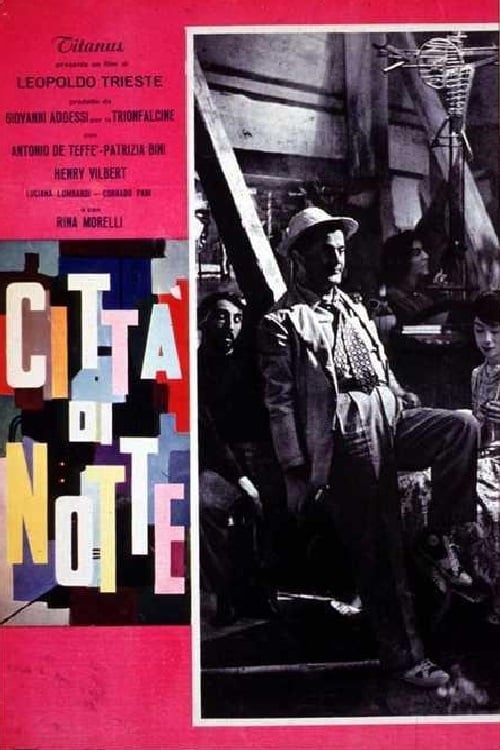 Titanus
presenta un film di
LEOPOLDO TRIESTE
prodotto da
GIOVANNI ADDESSI per la TRIONFALCINE
con
ANTONIO DE TEFFÈ - PATRIZIA BINI
HENRY VILBERT
LUCIANA LOMBARDI - CORRADO PANI
e con
RINA MORELLI
CITTÀ
DI
NOTTE